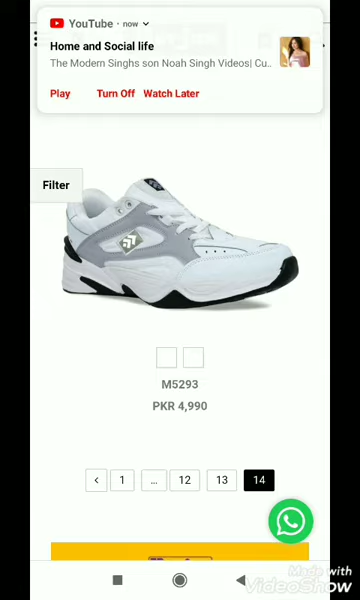 YouTube · now
Home and Social life
The Modern Singhs son Noah Singh Videos| Cu..
Play Turn Off Watch Later
Filter
M5293
PKR 4,990
< 1 ... 12 13 14
Made with
VideoShow